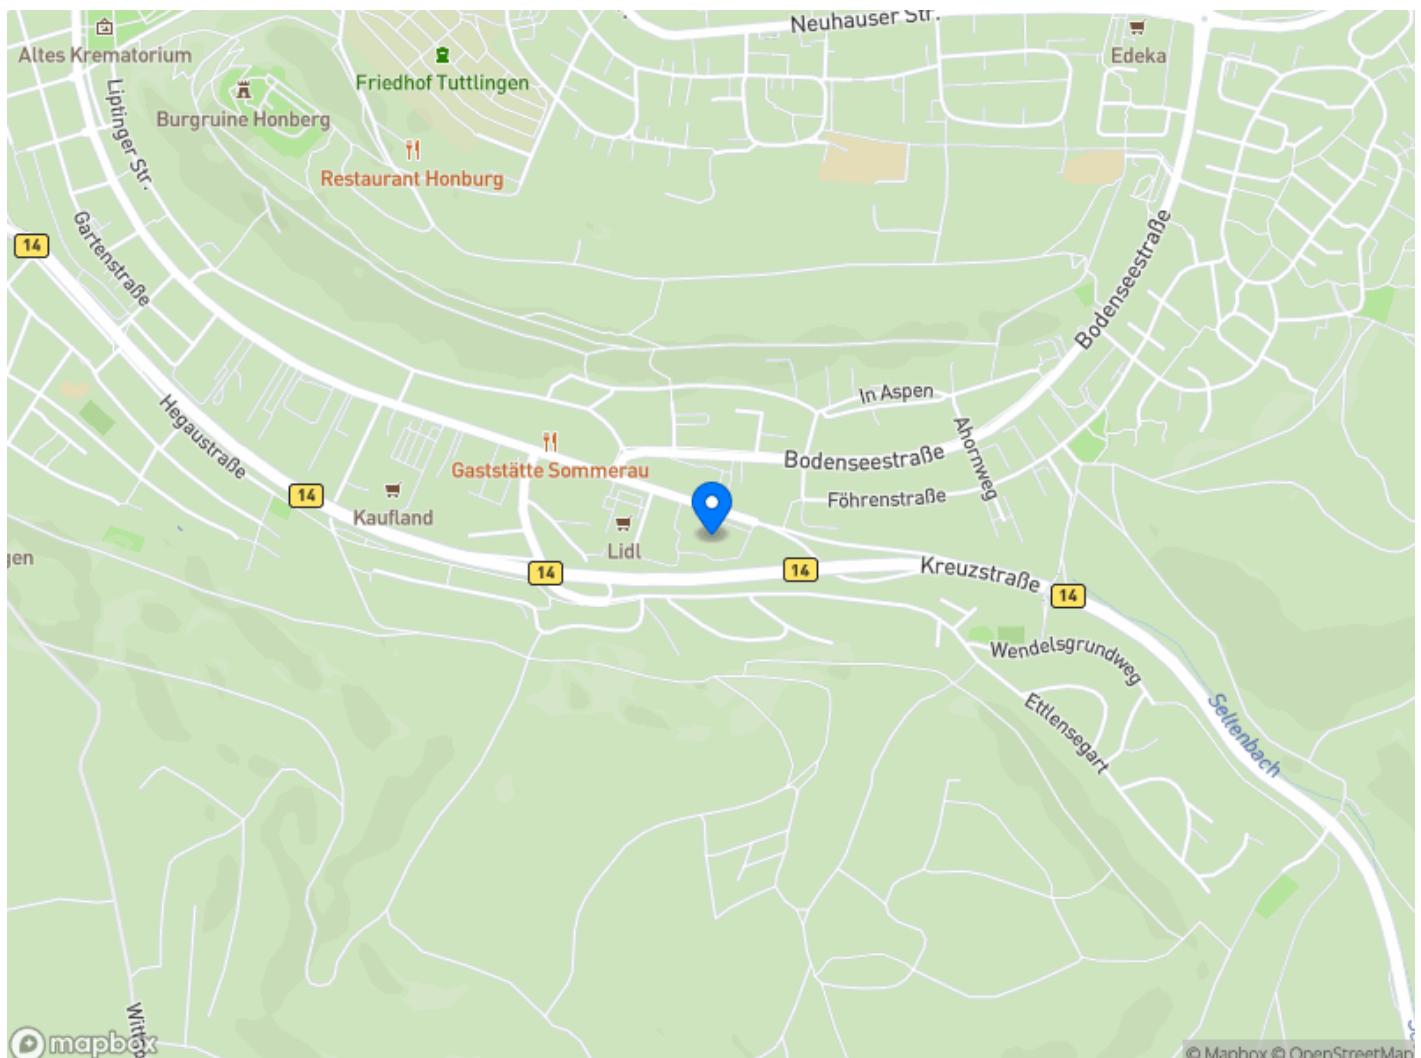 Neuhauser Str.
Edeka
Altes Krematorium
Friedhof Tuttlingen
Liptinger Str.
Burgruine Honberg
Restaurant Honburg
14
Gartenstraße
Bodenseestraße
In Aspen
Hegaustraße
Ahornweg
Gaststätte Sommerau
Bodenseestraße
14
Kaufland
Föhrenstraße
Lidl
14
14
Kreuzstraße
14
Wendelsgrundweg
Ettlensegart
Seltenbach
mapbox
© Mapbox © OpenStreetMap